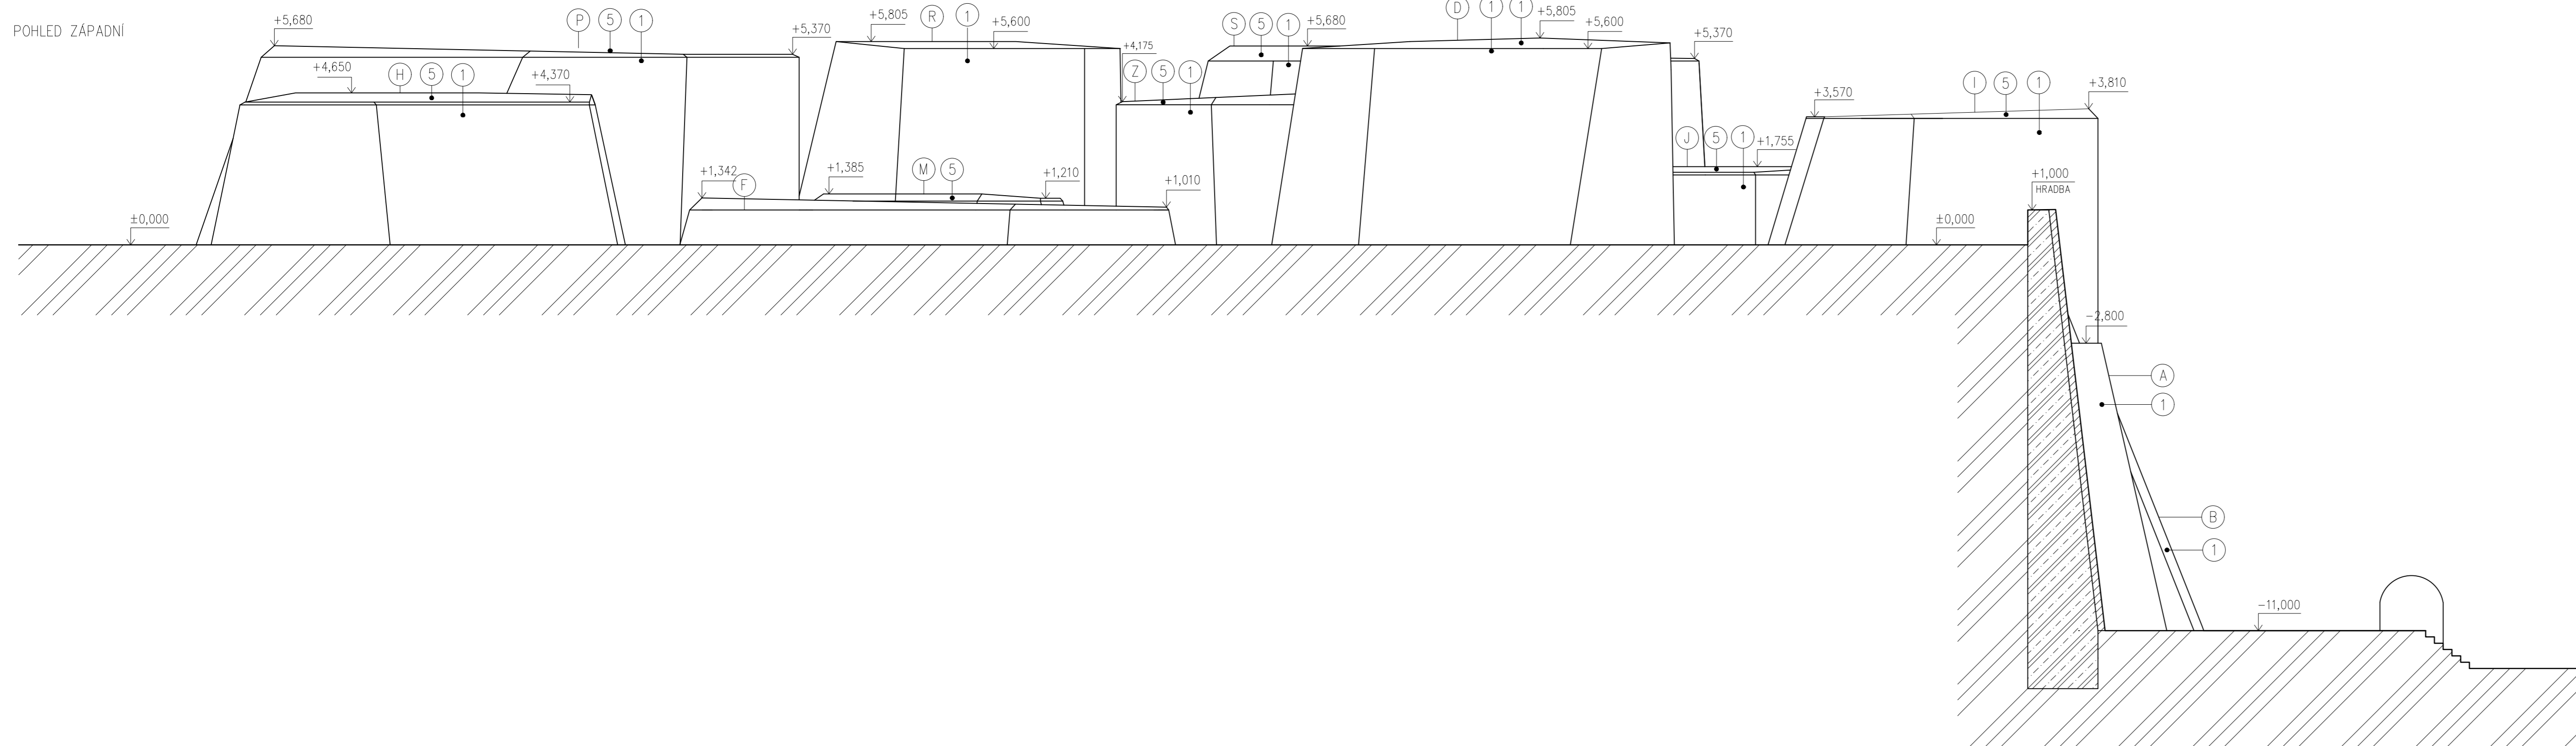 POHLED ZÁPADNÍ
+5,680
P
5
1
+5,370
+5,805
R
1
+5,600
S
5
1
+5,680
D
1
1
+5,805
+5,600
+5,370
+4,650
H
5
1
+4,370
+4,175
Z
5
1
+3,570
I
5
1
+3,810
J
5
1
+1,755
+1,342
F
+1,385
M
5
+1,210
+1,010
+1,000
HRADBA
±0,000
±0,000
-2,800
A
1
B
1
-11,000